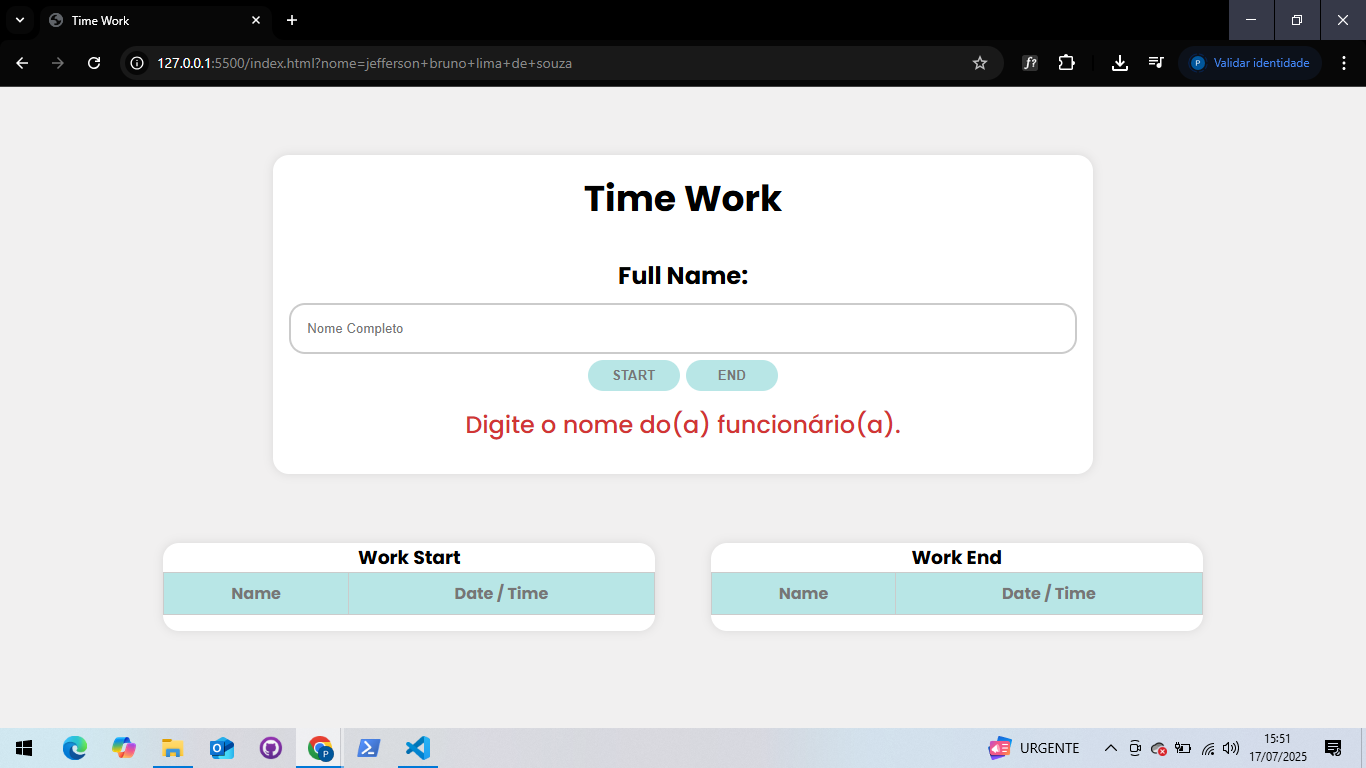 Time Work
127.0.0.1:5500/index.html?nome=jefferson+bruno+lima+de+souza
f?
P
Validar identidade
Time Work
Full Name:
Nome Completo
START END
Digite o nome do(a) funcionário(a).
Work Start
Name Date / Time
Work End
Name Date / Time
P
URGENTE
15:51
17/07/2025